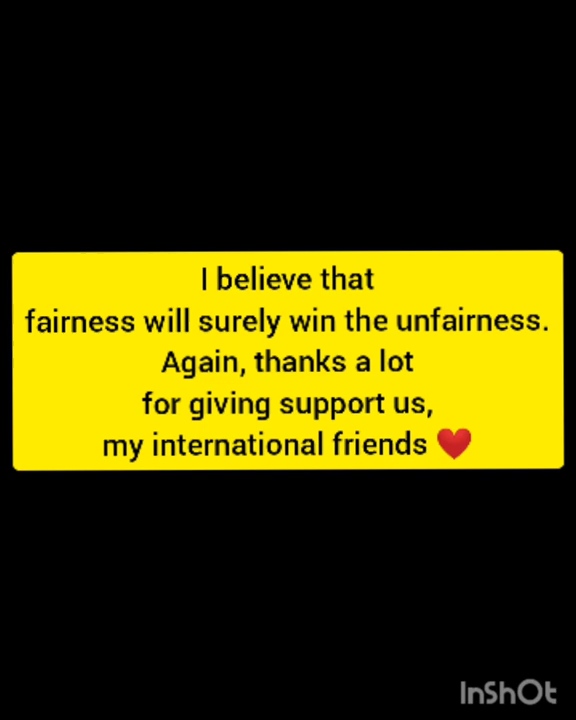 I believe that
fairness will surely win the unfairness.
Again, thanks a lot
for giving support us,
my international friends ❤️
InShOt